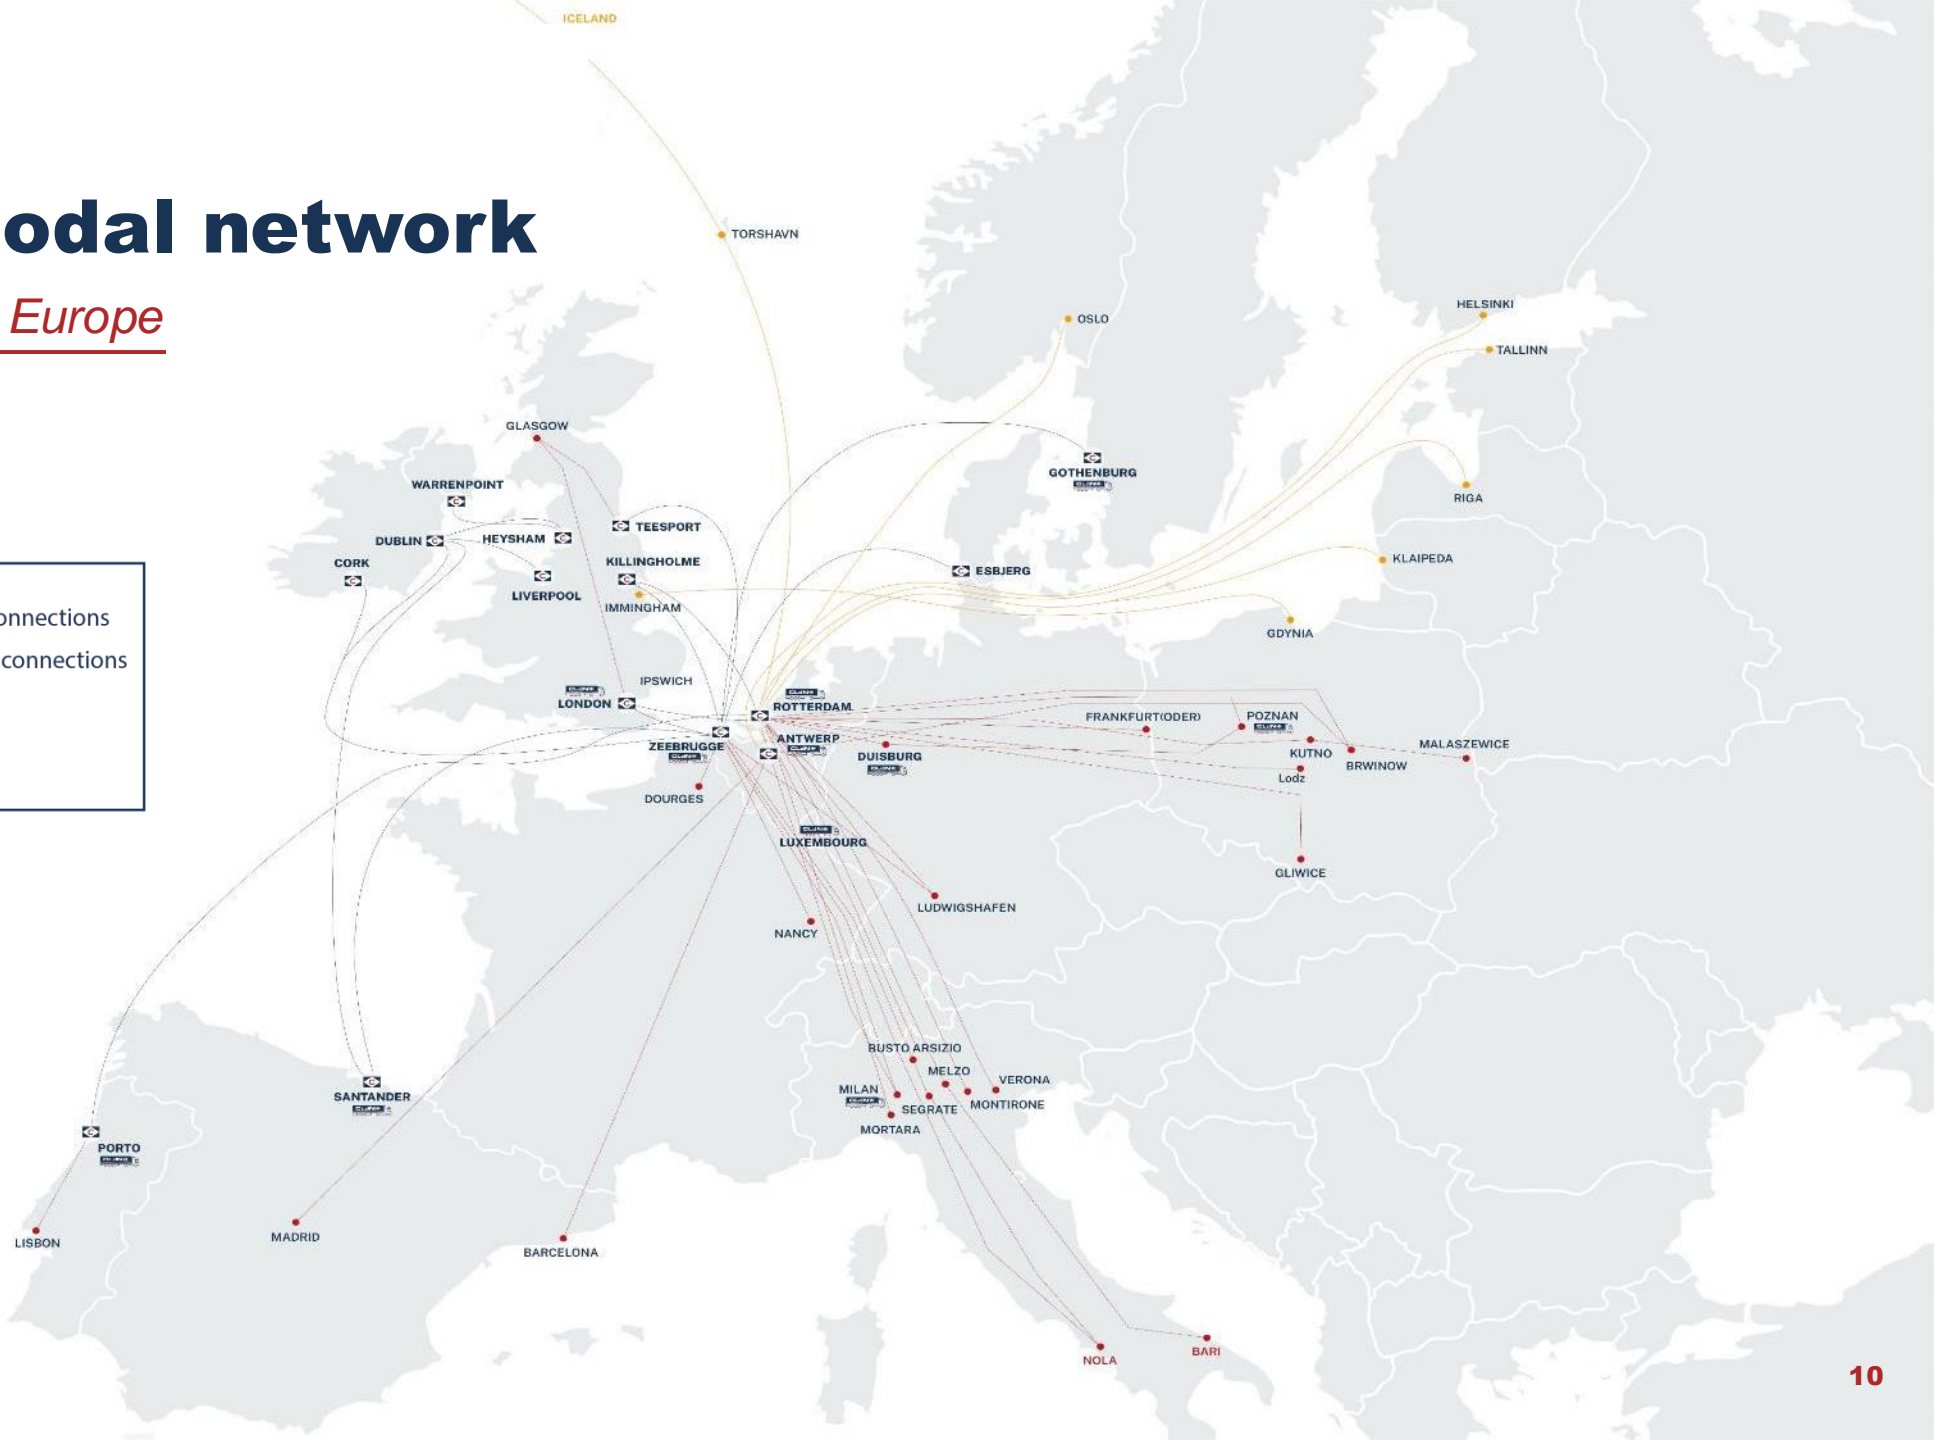 ICELAND
odal network
Europe
TORSHAVN
OSLO
HELSINKI
TALLINN
GLASGOW
GOTHENBURG
WARRENPOINT
RIGA
TEESPORT
DUBLIN
HEYSHAM
CORK
KILLINGHOLME
KLAIPEDA
ESBJERG
LIVERPOOL
IMMINGHAM
onnections
GDYNIA
connections
IPSWICH
LONDON
ROTTERDAM
FRANKFURT(ODER)
POZNAN
ZEEBRUGGE
ANTWERP
DUISBURG
KUTNO
MALASZEWICE
BRWINOW
Lodz
DOURGES
LUXEMBOURG
GLIWICE
LUDWIGSHAFEN
NANCY
BUSTO ARSIZIO
MELZO
VERONA
MILAN
SANTANDER
SEGRATE
MONTIRONE
MORTARA
PORTO
MADRID
LISBON
BARCELONA
NOLA
BARI
10